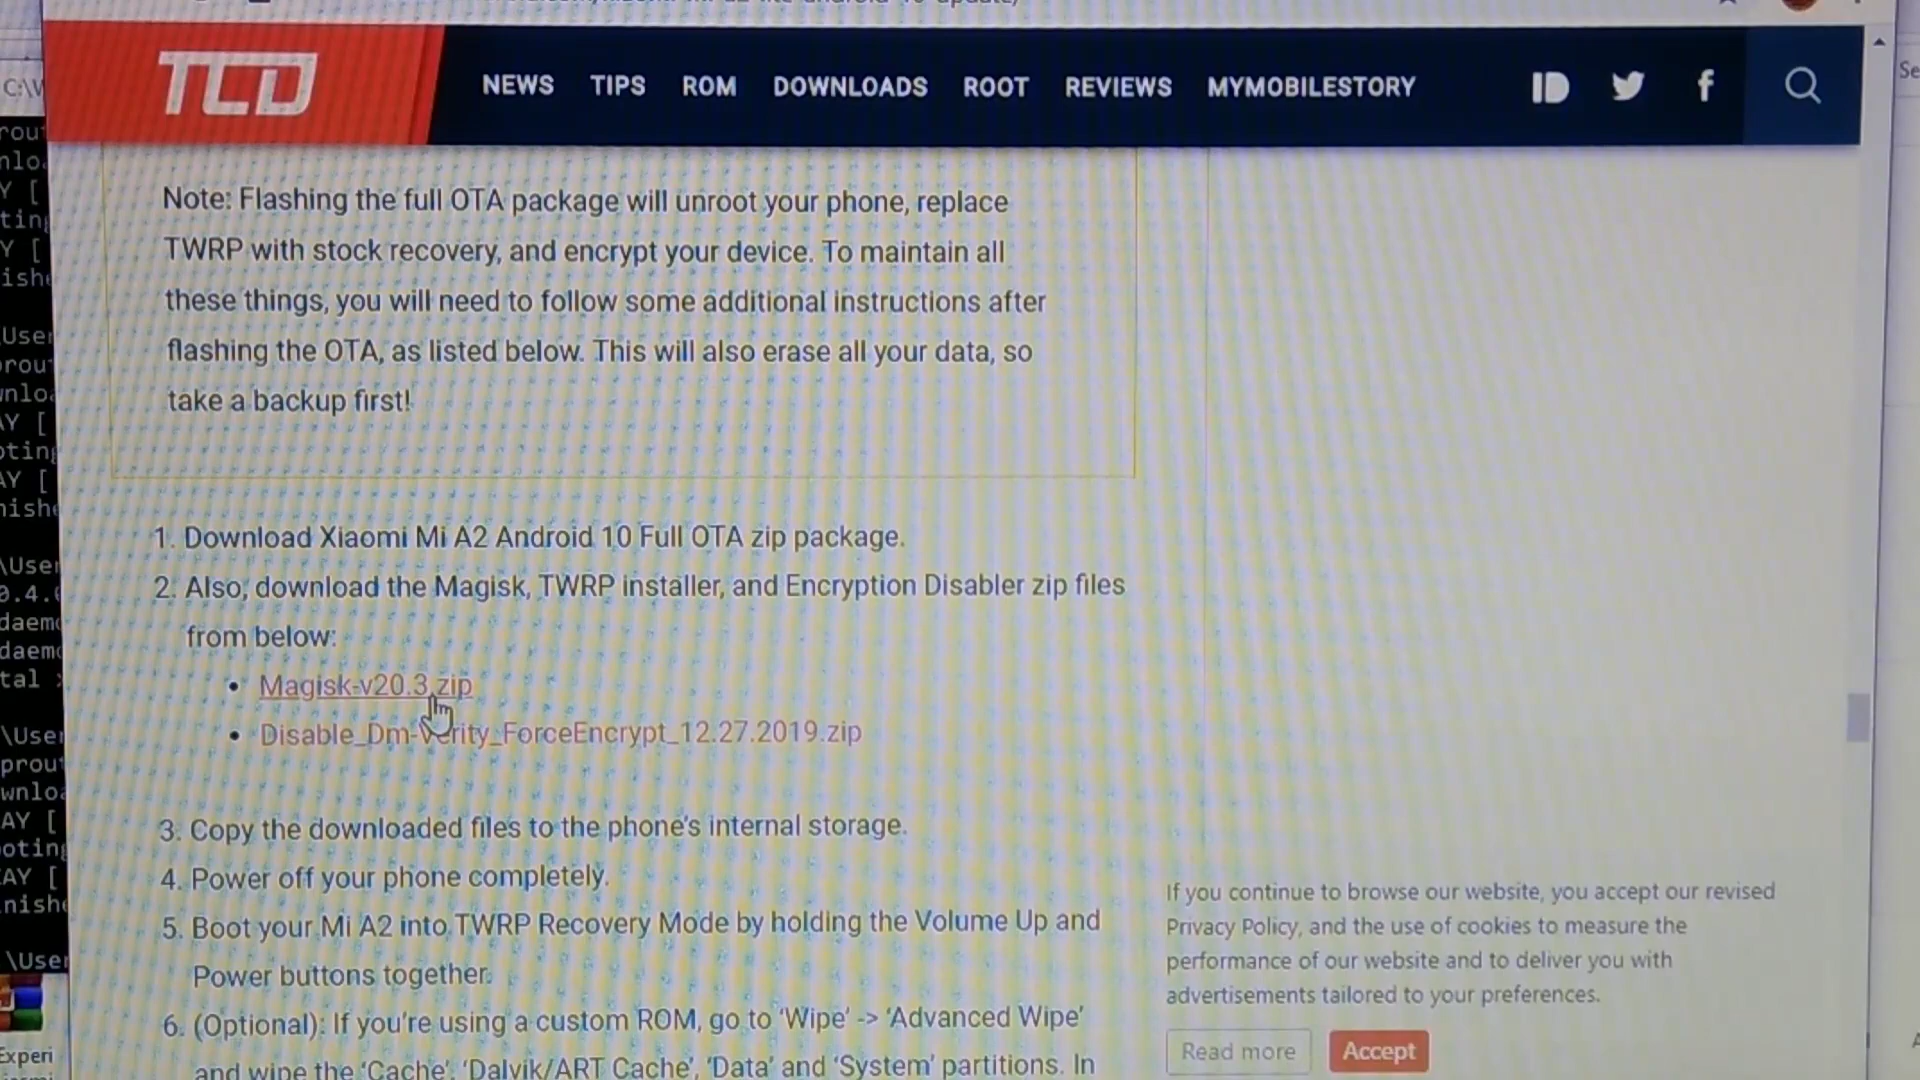 TCD
NEWS TIPS ROM DOWNLOADS ROOT REVIEWS MYMOBILESTORY
Note: Flashing the full OTA package will unroot your phone, replace
TWRP with stock recovery, and encrypt your device. To maintain all
these things, you will need to follow some additional instructions after
flashing the OTA, as listed below. This will also erase all your data, so
take a backup first!
1. Download Xiaomi Mi A2 Android 10 Full OTA zip package.
2. Also, download the Magisk, TWRP installer, and Encryption Disabler zip files
from below:
• Magisk-v20.3.zip
• Disable_Dm-Verity_ForceEncrypt_12.27.2019.zip
3. Copy the downloaded files to the phone's internal storage.
4. Power off your phone completely.
5. Boot your Mi A2 into TWRP Recovery Mode by holding the Volume Up and
Power buttons together.
6. (Optional): If you're using a custom ROM, go to 'Wipe' -> 'Advanced Wipe'
and wipe the 'Cache', 'Dalvik/ART Cache', 'Data' and 'System' partitions. In
If you continue to browse our website, you accept our revised
Privacy Policy, and the use of cookies to measure the
performance of our website and to deliver you with
advertisements tailored to your preferences.
Read more Accept